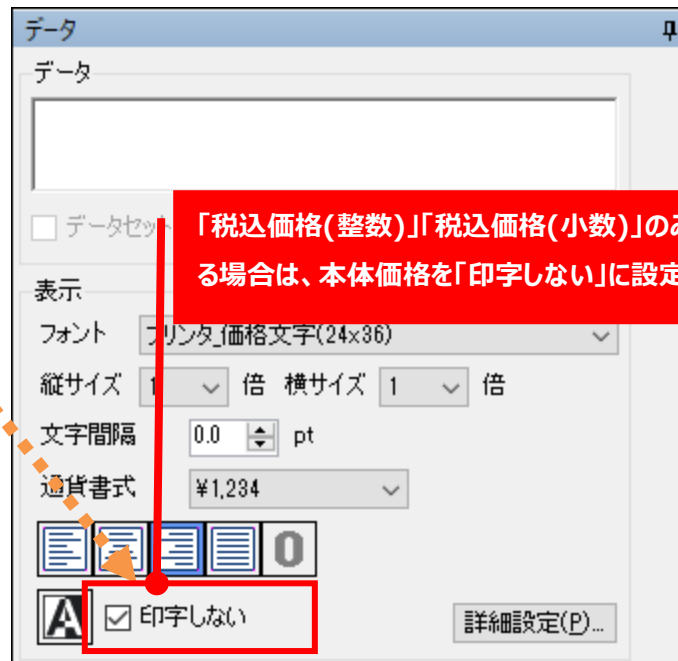 データ
データ
データセット
「税込価格(整数)」「税込価格(小数)」の
る場合は、本体価格を「印字しない」に設定
表示
フォント プリンタ_価格文字(24x36)
縦サイズ 1 倍 横サイズ 1 倍
文字間隔 0.0 pt
通貨書式 ¥1,234
0
A 印字しない 詳細設定(P)...